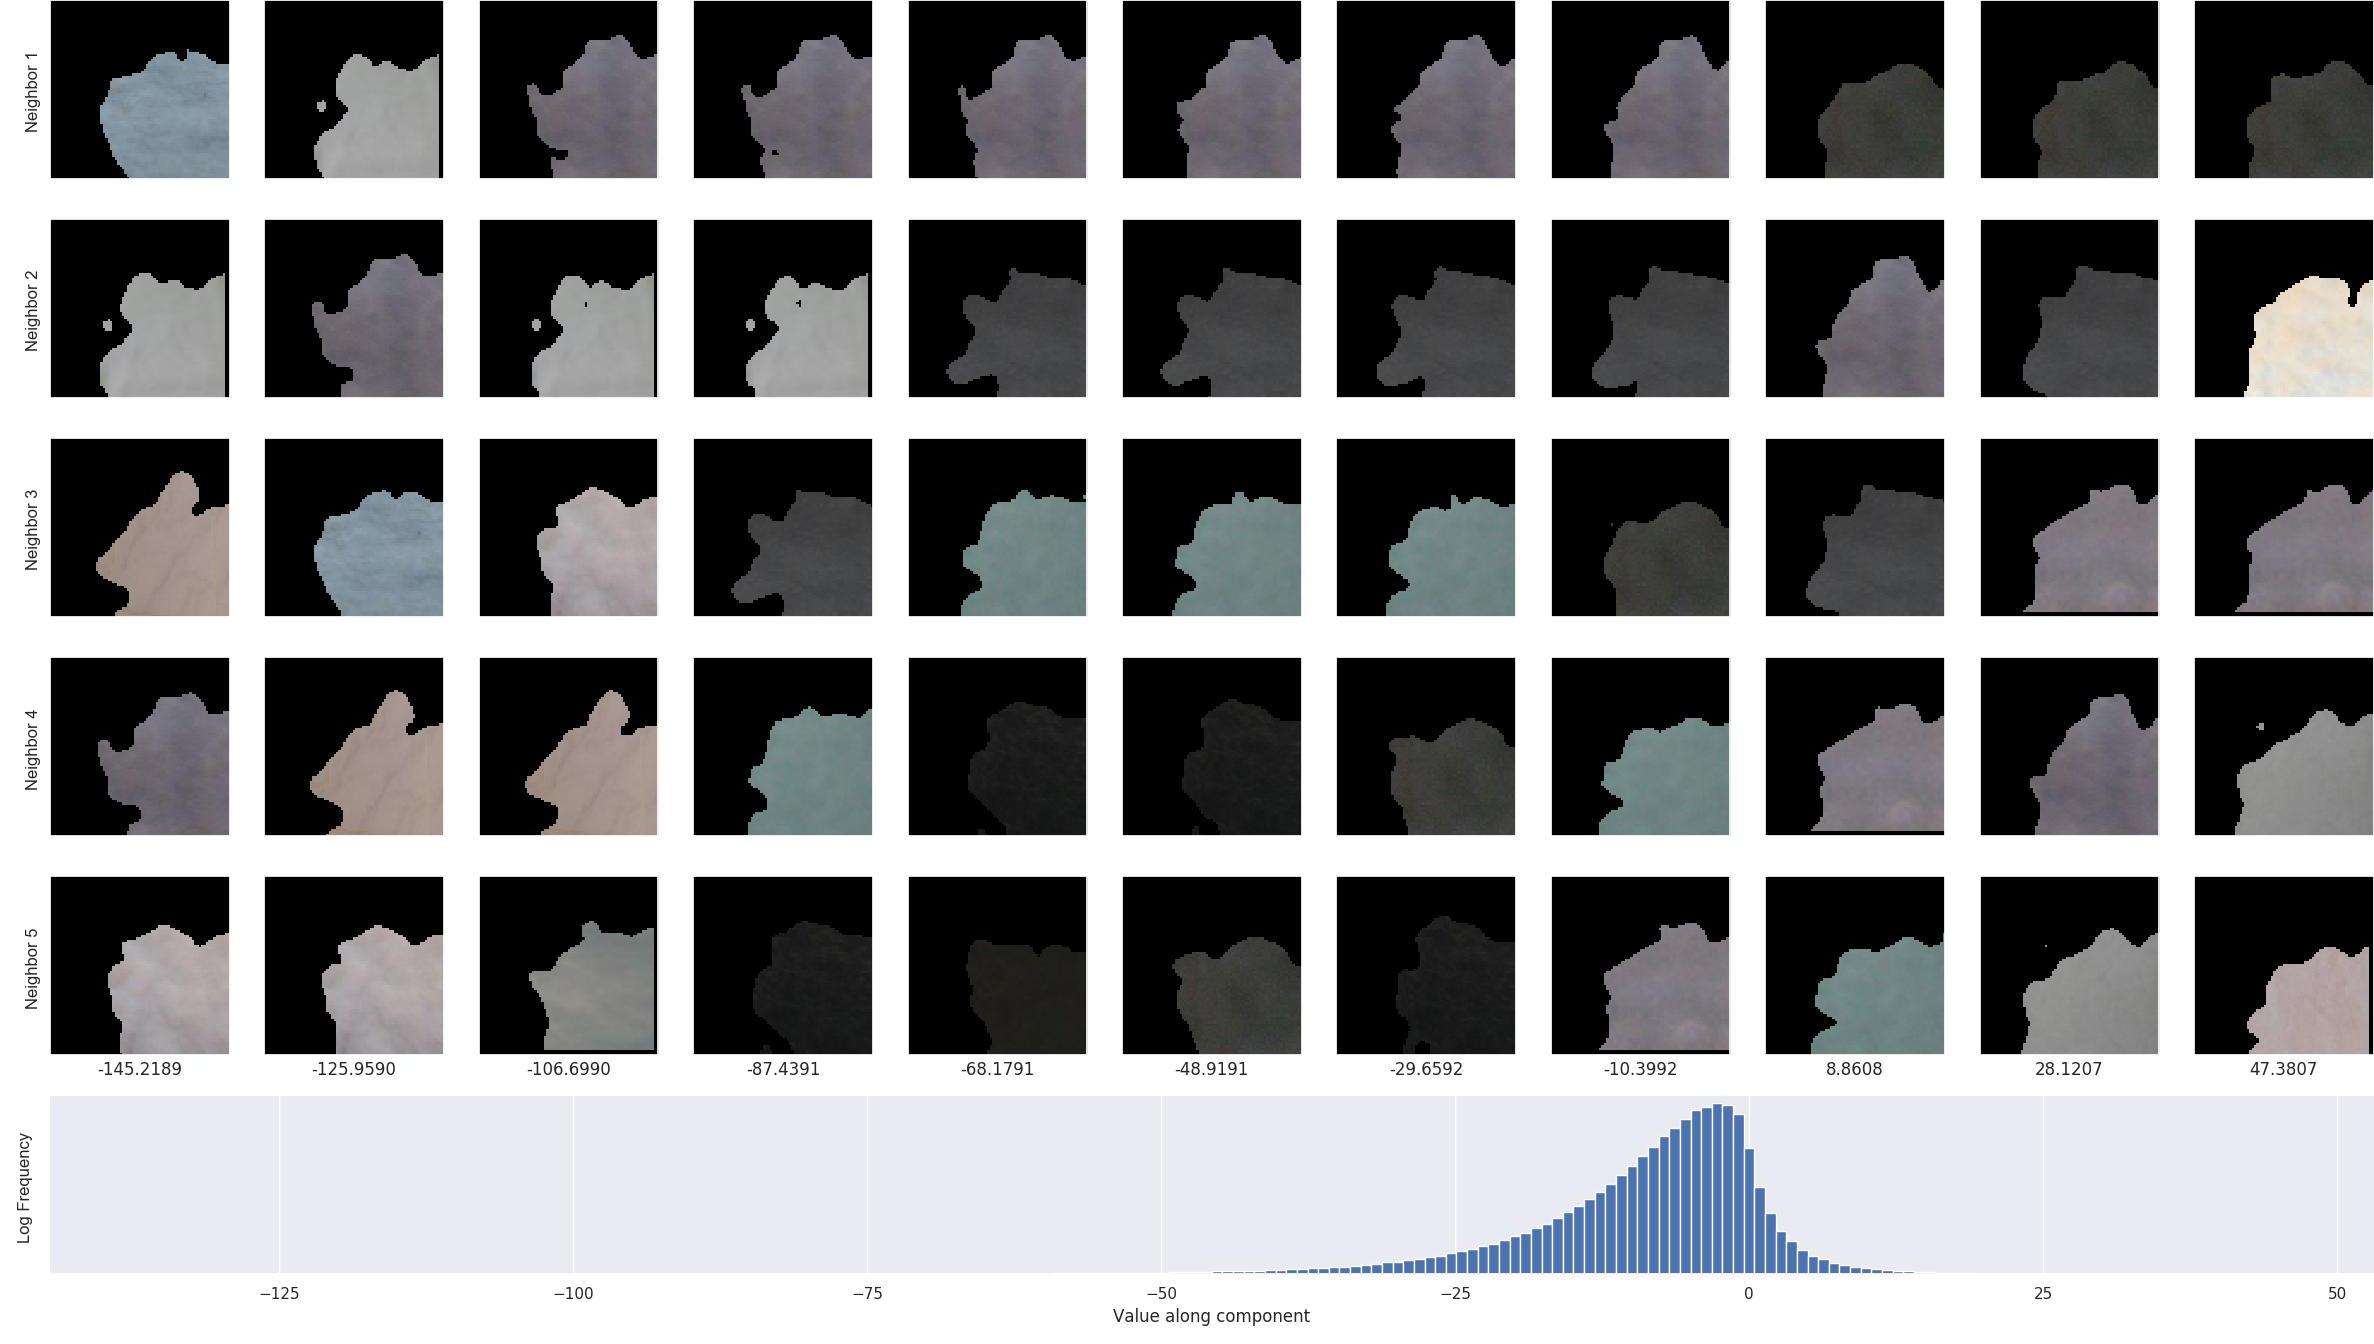 Neighbor 1
Neighbor 2
Neighbor 3
Neighbor 4
Neighbor 5
-145.2189 -125.9590 -106.6990 -87.4391 -68.1791 -48.9191 -29.6592 -10.3992 8.8608 28.1207 47.3807
Log Frequency
−125 −100 −75 −50 −25 0 25 50
Value along component